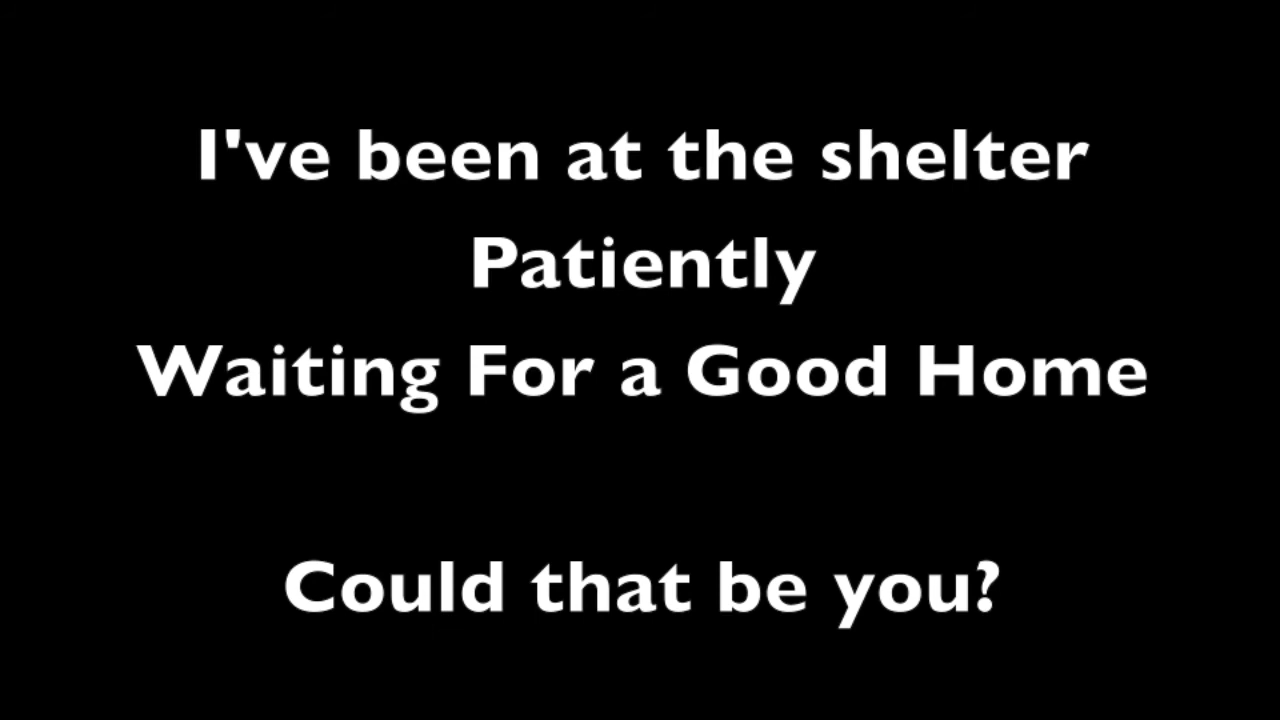 I've been at the shelter
Patiently
Waiting For a Good Home
Could that be you?